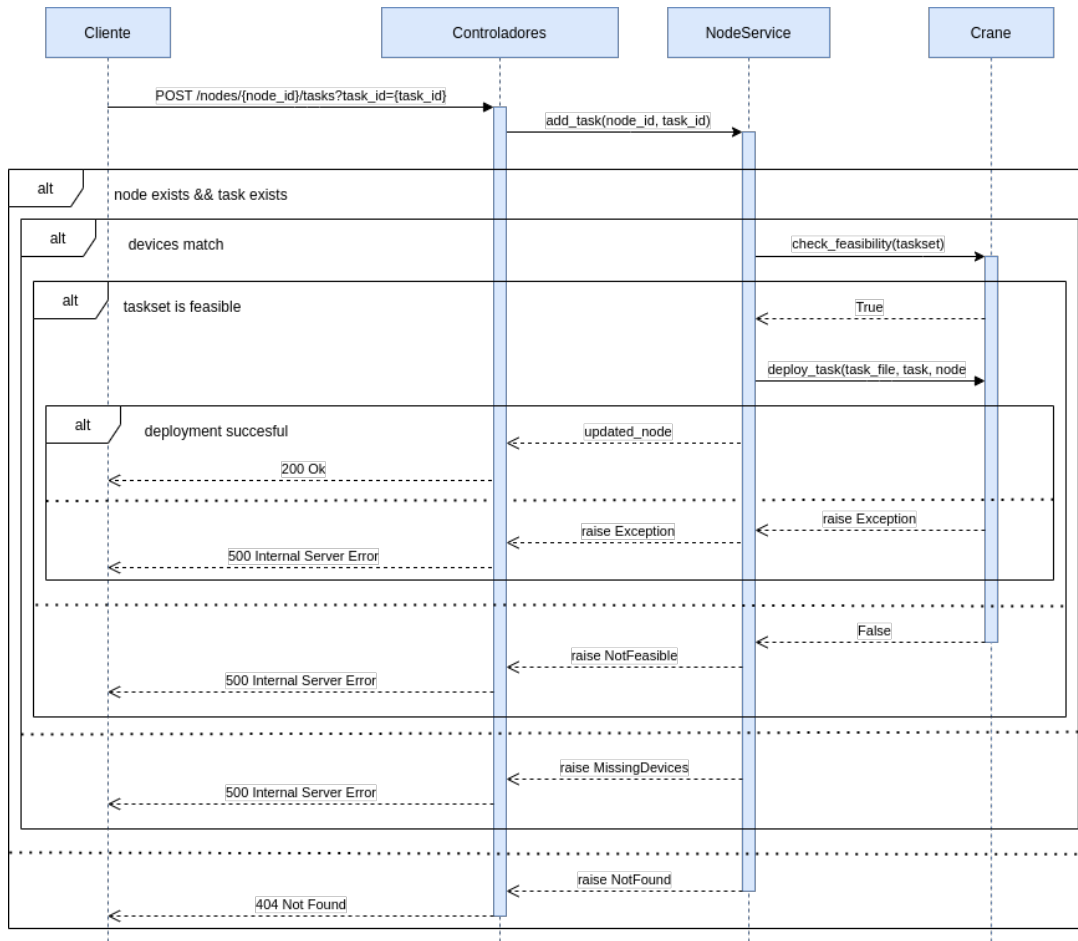 Cliente
Controladores
NodeService
Crane
POST /nodes/{node_id}/tasks?task_id={task_id}
add_task(node_id, task_id)
alt
node exists && task exists
alt
devices match
check_feasibility(taskset)
alt
taskset is feasible
True
deploy_task(task_file, task, node
alt
deployment succesful
updated_node
200 Ok
raise Exception
raise Exception
500 Internal Server Error
False
raise NotFeasible
500 Internal Server Error
raise MissingDevices
500 Internal Server Error
raise NotFound
404 Not Found